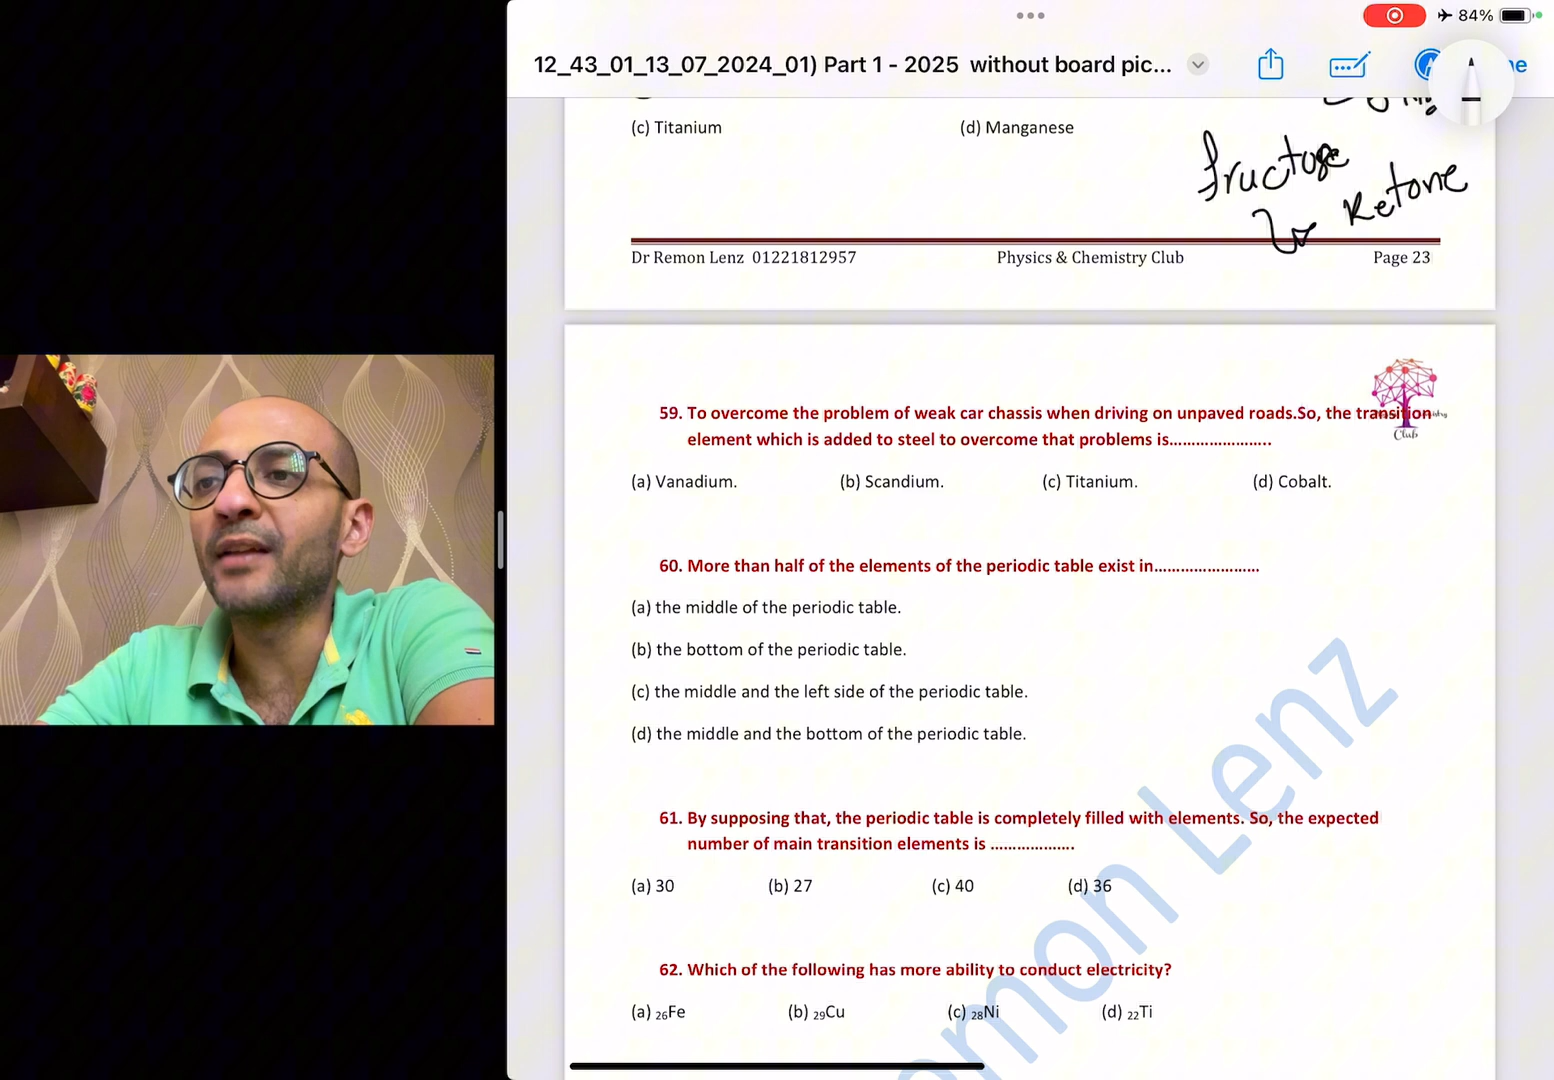 84%
12_43_01_13_07_2024_01) Part 1 - 2025 without board pic...
(c) Titanium (d) Manganese
fructose
Ketone
Dr Remon Lenz 01221812957 Physics & Chemistry Club Page 23
59. To overcome the problem of weak car chassis when driving on unpaved roads.So, the transition
element which is added to steel to overcome that problems is.....................
Club
(a) Vanadium. (b) Scandium. (c) Titanium. (d) Cobalt.
60. More than half of the elements of the periodic table exist in........................
(a) the middle of the periodic table.
(b) the bottom of the periodic table.
(c) the middle and the left side of the periodic table.
(d) the middle and the bottom of the periodic table.
61. By supposing that, the periodic table is completely filled with elements. So, the expected
number of main transition elements is ...................
(a) 30 (b) 27 (c) 40 (d) 36
62. Which of the following has more ability to conduct electricity?
(a) ₂₆Fe (b) ₂₉Cu (c) ₂₈Ni (d) ₂₂Ti
emon Lenz